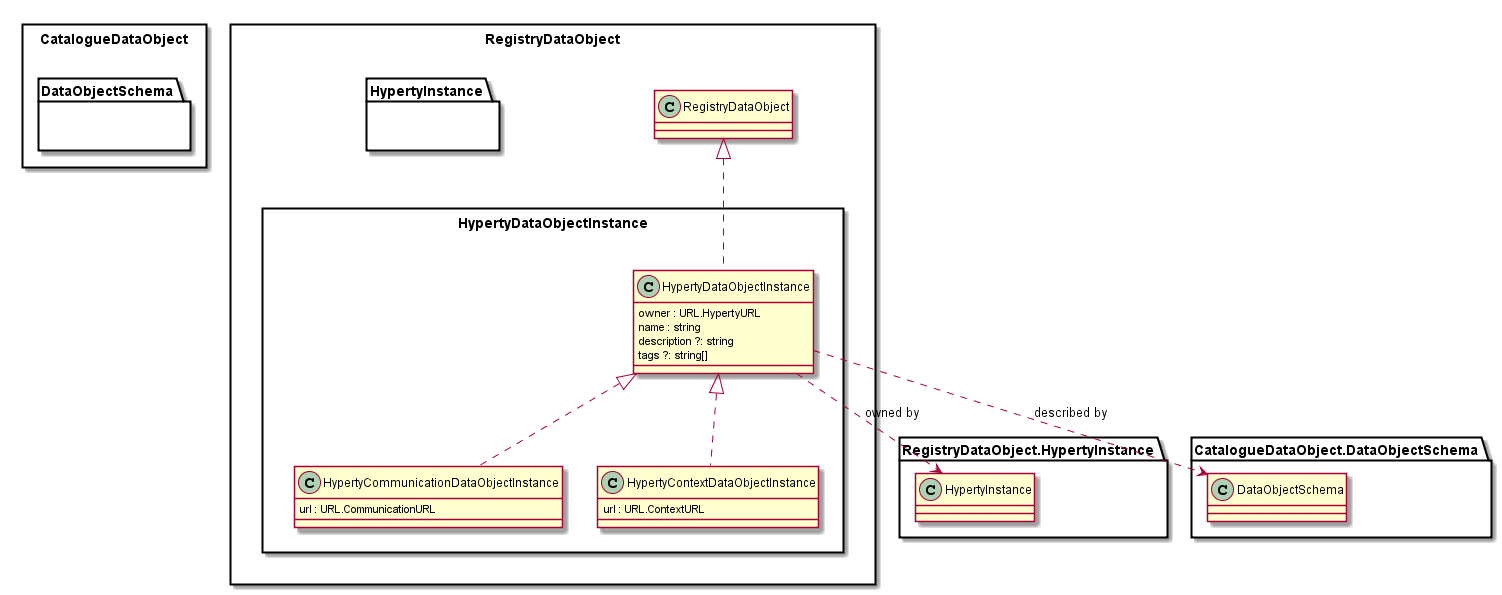 CatalogueDataObject
DataObjectSchema
RegistryDataObject
HypertyInstance
C RegistryDataObject
HypertyDataObjectInstance
C HypertyDataObjectInstance
owner : URL.HypertyURL
name : string
description ?: string
tags ?: string[]
owned by
described by
C HypertyCommunicationDataObjectInstance
url : URL.CommunicationURL
C HypertyContextDataObjectInstance
url : URL.ContextURL
RegistryDataObject.HypertyInstance
C HypertyInstance
CatalogueDataObject.DataObjectSchema
C DataObjectSchema